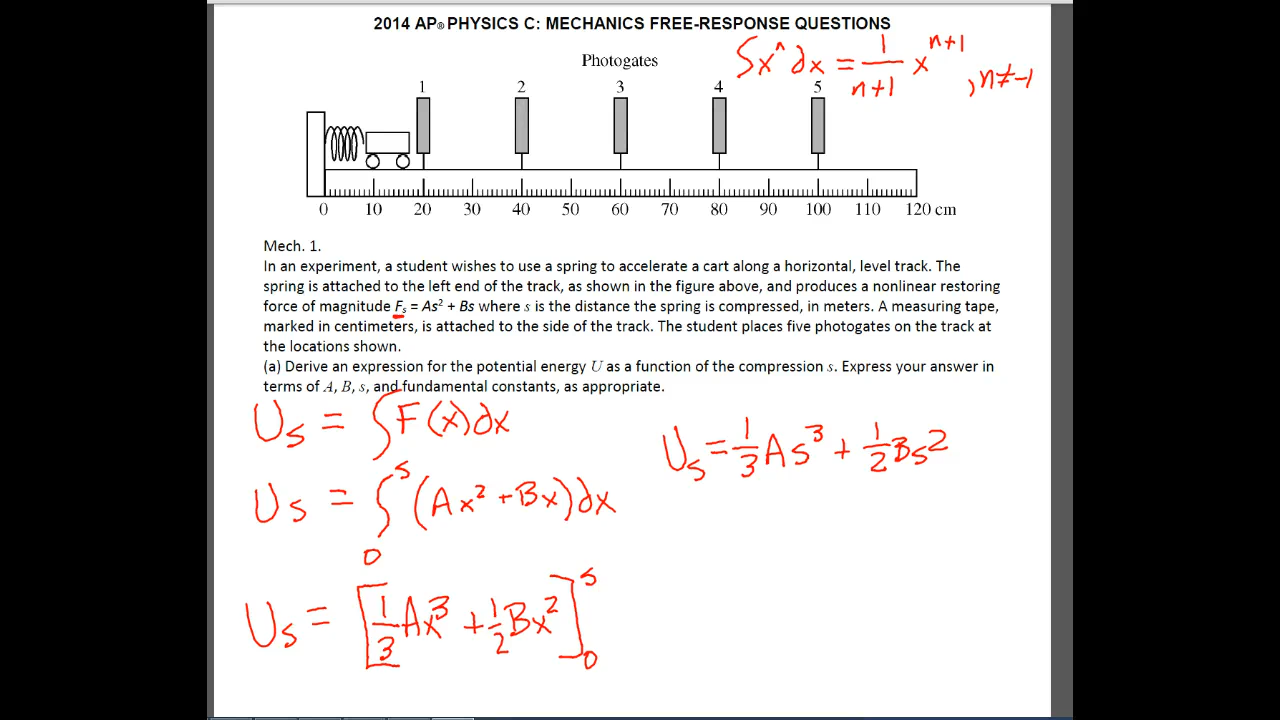 2014 AP® PHYSICS C: MECHANICS FREE-RESPONSE QUESTIONS
Photogates
∫xⁿ dx = 1/(n+1) x^(n+1) , n≠-1
1 2 3 4 5
0 10 20 30 40 50 60 70 80 90 100 110 120 cm
Mech. 1.
In an experiment, a student wishes to use a spring to accelerate a cart along a horizontal, level track. The
spring is attached to the left end of the track, as shown in the figure above, and produces a nonlinear restoring
force of magnitude Fₛ = As² + Bs where s is the distance the spring is compressed, in meters. A measuring tape,
marked in centimeters, is attached to the side of the track. The student places five photogates on the track at
the locations shown.
(a) Derive an expression for the potential energy U as a function of the compression s. Express your answer in
terms of A, B, s, and fundamental constants, as appropriate.
Uₛ = ∫F(x)dx
Uₛ = ∫₀ˢ (Ax² + Bx)dx
Uₛ = [1/3 Ax³ + 1/2 Bx²]₀ˢ
Uₛ = 1/3 As³ + 1/2 Bs²